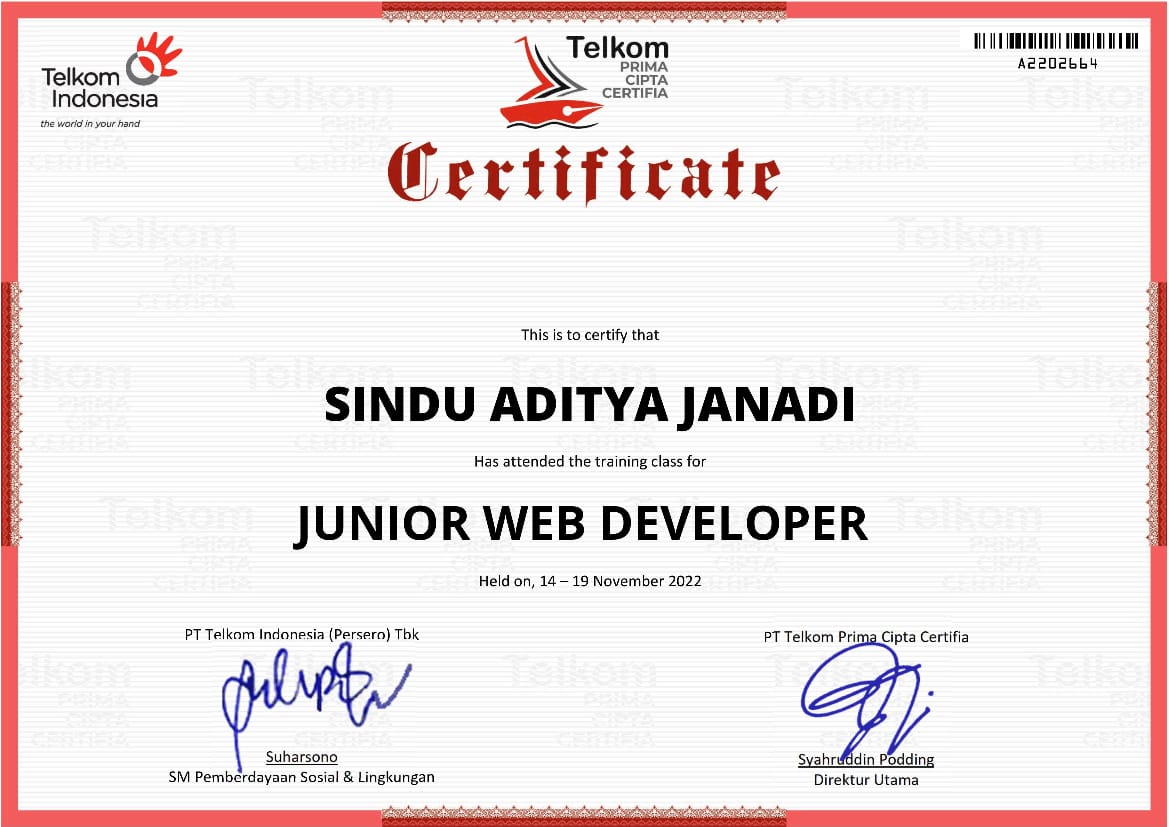 Telkom
Indonesia
the world in your hand
Telkom
PRIMA
CIPTA
CERTIFIA
A2202664
Certificate
This is to certify that
SINDU ADITYA JANADI
Has attended the training class for
JUNIOR WEB DEVELOPER
Held on, 14 – 19 November 2022
PT Telkom Indonesia (Persero) Tbk
Suharsono
SM Pemberdayaan Sosial & Lingkungan
PT Telkom Prima Cipta Certifia
Syahruddin Podding
Direktur Utama